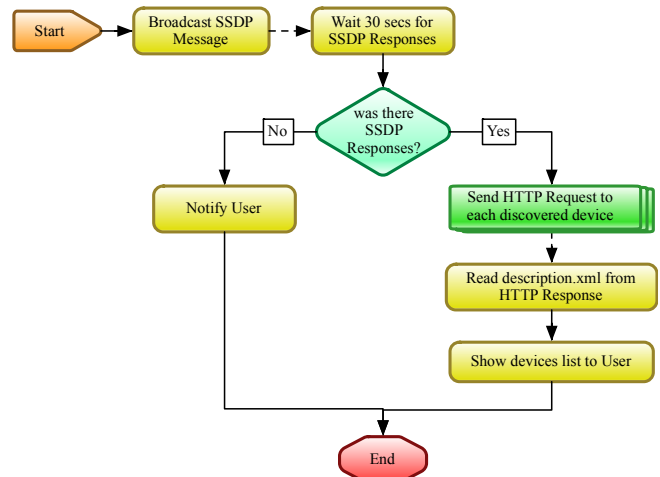 Start
Broadcast SSDP
Message
Wait 30 secs for
SSDP Responses
was there
SSDP
Responses?
No
Yes
Notify User
Send HTTP Request to
each discovered device
Read description.xml from
HTTP Response
Show devices list to User
End